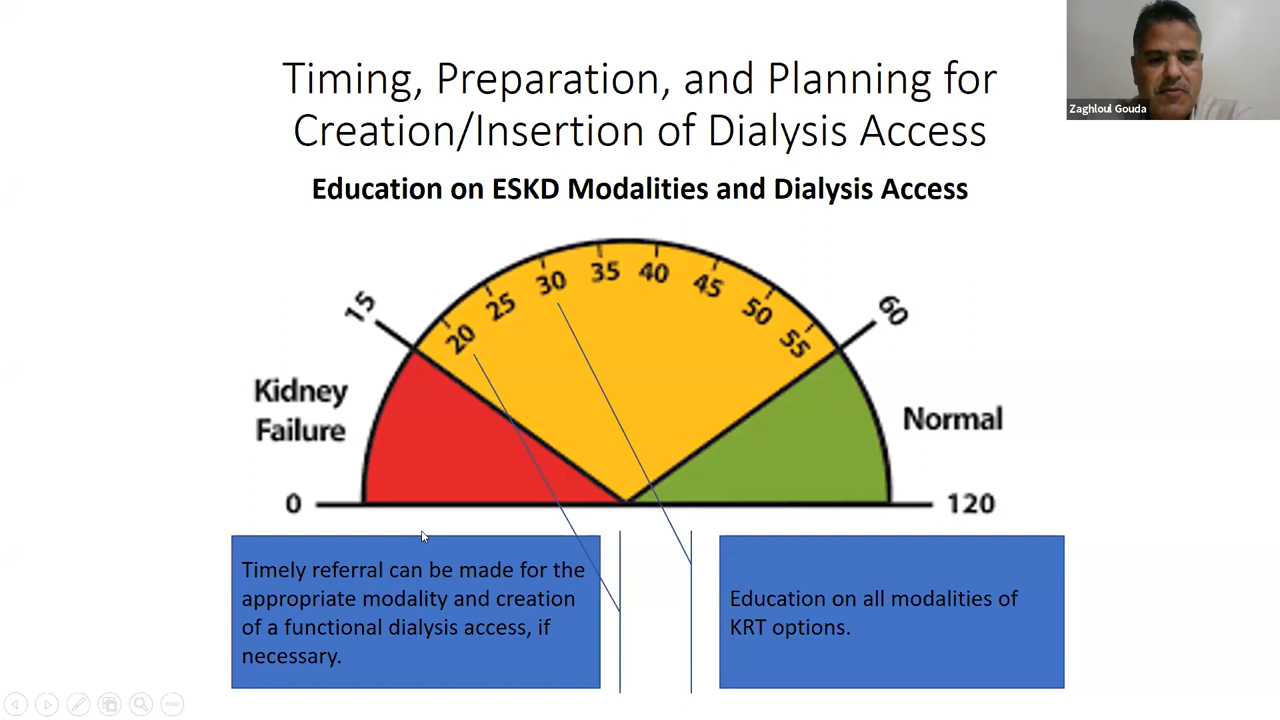 Timing, Preparation, and Planning for
Creation/Insertion of Dialysis Access
Zaghloul Gouda
Education on ESKD Modalities and Dialysis Access
15
20
25
30
35
40
45
50
55
60
Kidney
Failure
Normal
0
120
Timely referral can be made for the
appropriate modality and creation
of a functional dialysis access, if
necessary.
Education on all modalities of
KRT options.